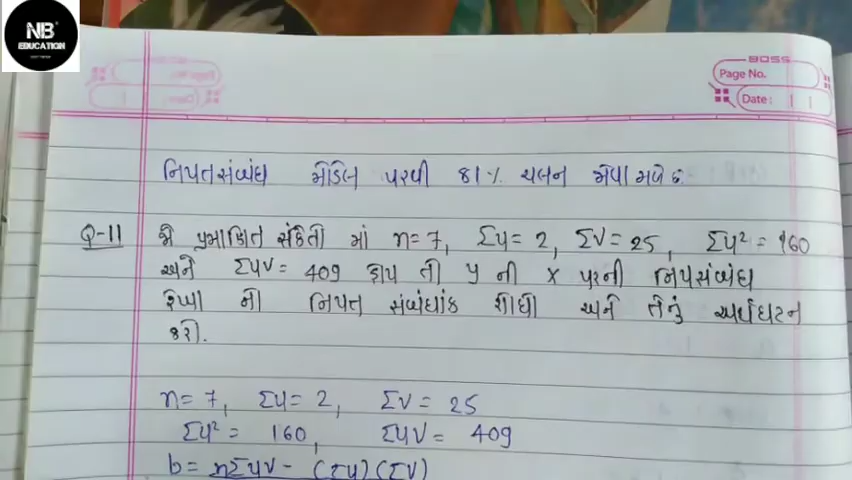 NB
EDUCATION
BOSS
Page No.
Date:
નિપતસંબંધ મોડેલ પરથી 81% ચલન મેવા મળે છે.
Q-11 જો પ્રમાણિત સંકેતો માં n=7, Σu=2, Σv=25, Σu²=160
અને Σuv=409 હોય તો y ની x પરની નિપસંબંધ
રેખા નો નિપત સંબંધાંક શોધી અને તેનું અર્થઘટન
કરો.
n=7, Σu=2, Σv=25
Σu²=160, Σuv=409
b= nΣuv-(Σu)(Σv)